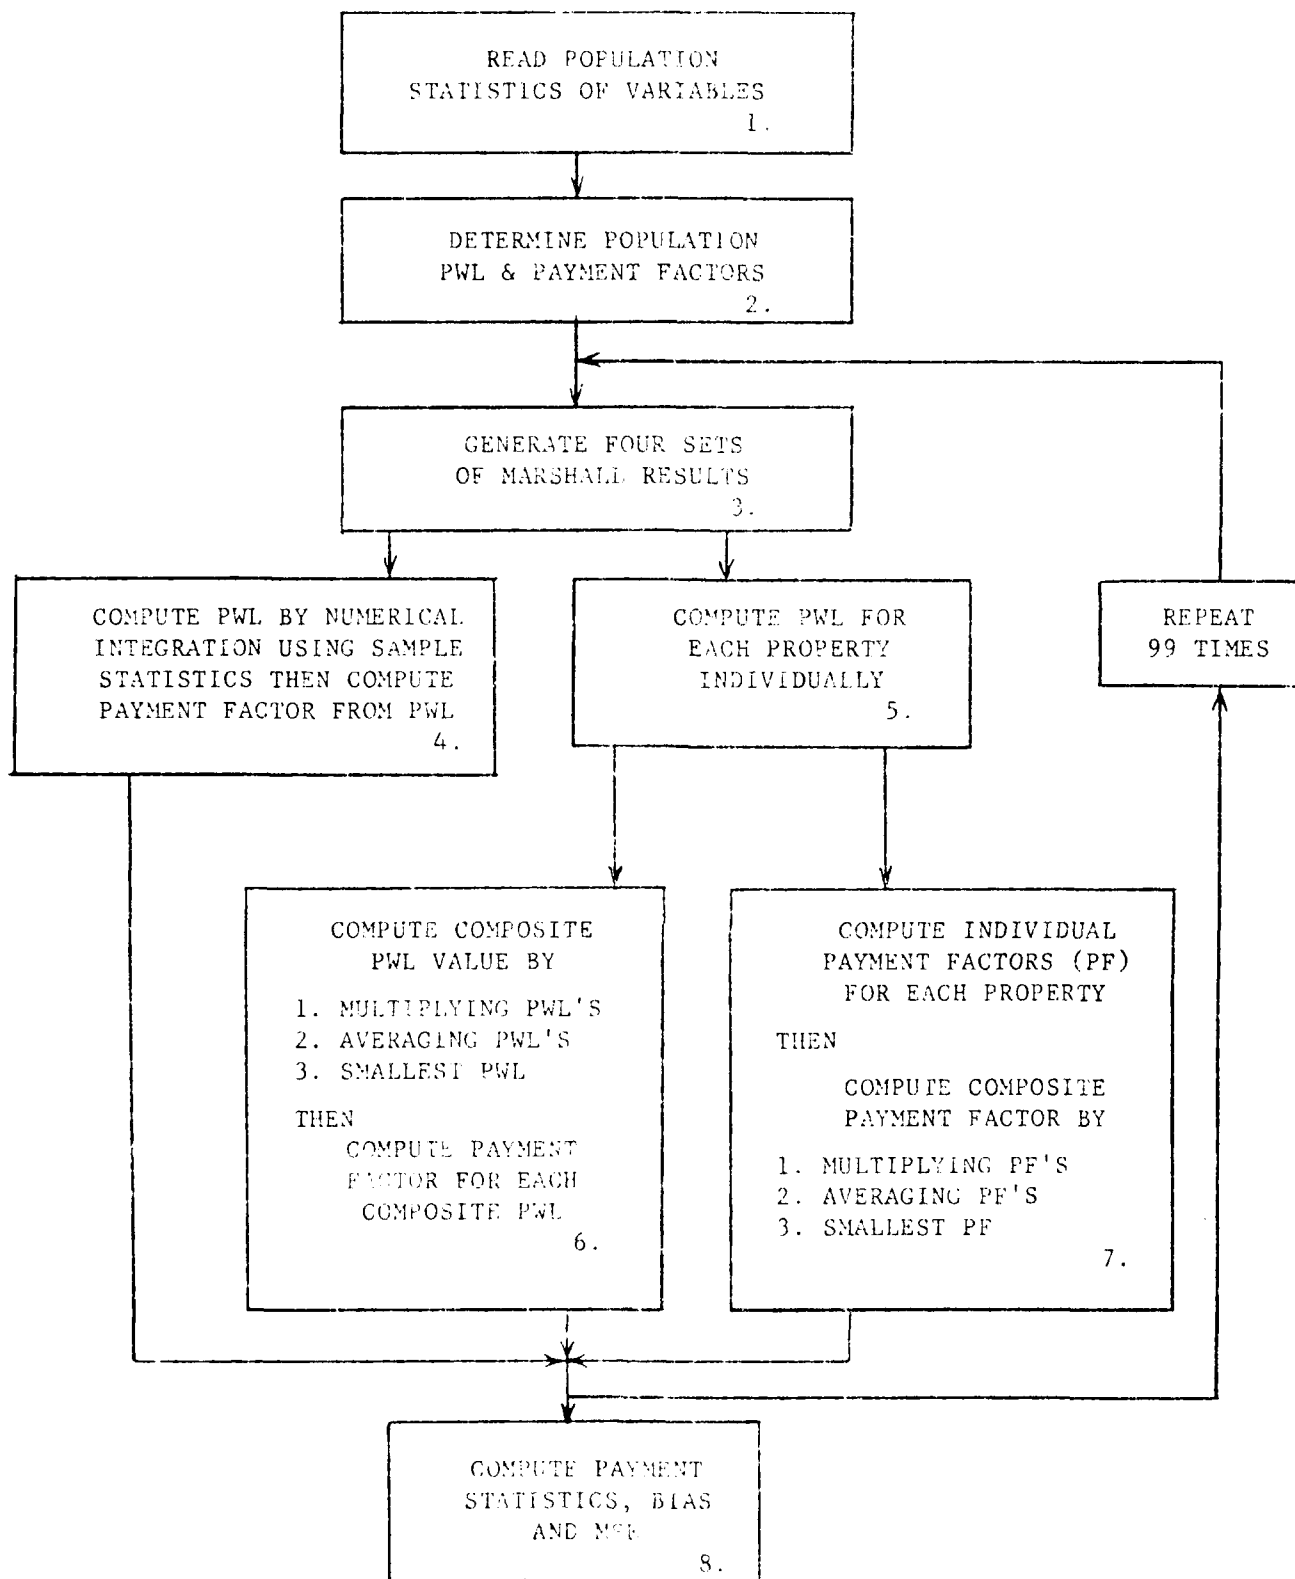 READ POPULATION
STATISTICS OF VARIABLES
1.
DETERMINE POPULATION
PWL & PAYMENT FACTORS
2.
GENERATE FOUR SETS
OF MARSHALL RESULTS
3.
COMPUTE PWL BY NUMERICAL
INTEGRATION USING SAMPLE
STATISTICS THEN COMPUTE
PAYMENT FACTOR FROM PWL
4.
COMPUTE PWL FOR
EACH PROPERTY
INDIVIDUALLY
5.
REPEAT
99 TIMES
COMPUTE COMPOSITE
PWL VALUE BY
1. MULTIPLYING PWL'S
2. AVERAGING PWL'S
3. SMALLEST PWL
THEN
COMPUTE PAYMENT
FACTOR FOR EACH
COMPOSITE PWL
6.
COMPUTE INDIVIDUAL
PAYMENT FACTORS (PF)
FOR EACH PROPERTY
THEN
COMPUTE COMPOSITE
PAYMENT FACTOR BY
1. MULTIPLYING PF'S
2. AVERAGING PF'S
3. SMALLEST PF
7.
COMPUTE PAYMENT
STATISTICS, BIAS
AND MSE
8.